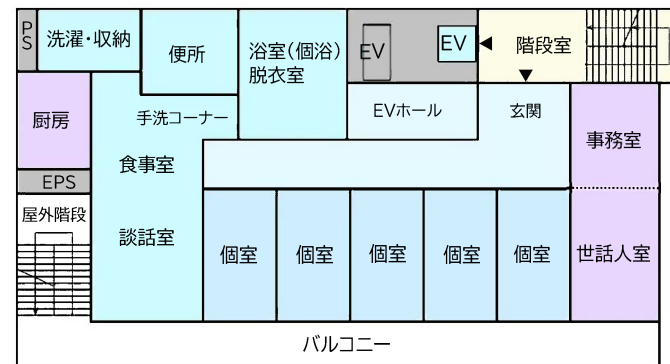 PS
洗濯・収納
便所
浴室（個浴）
脱衣室
EV
EV
階段室
厨房
手洗コーナー
EVホール
玄関
事務室
食事室
EPS
屋外階段
談話室
個室
個室
個室
個室
個室
世話人室
バルコニー